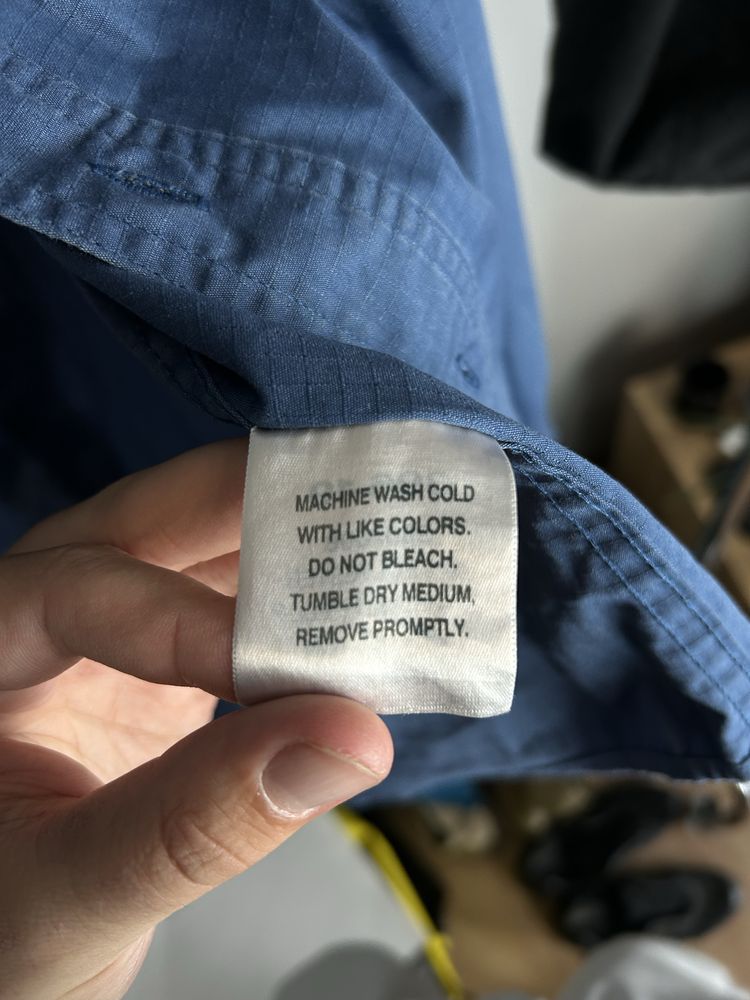 MACHINE WASH COLD
WITH LIKE COLORS.
DO NOT BLEACH.
TUMBLE DRY MEDIUM,
REMOVE PROMPTLY.